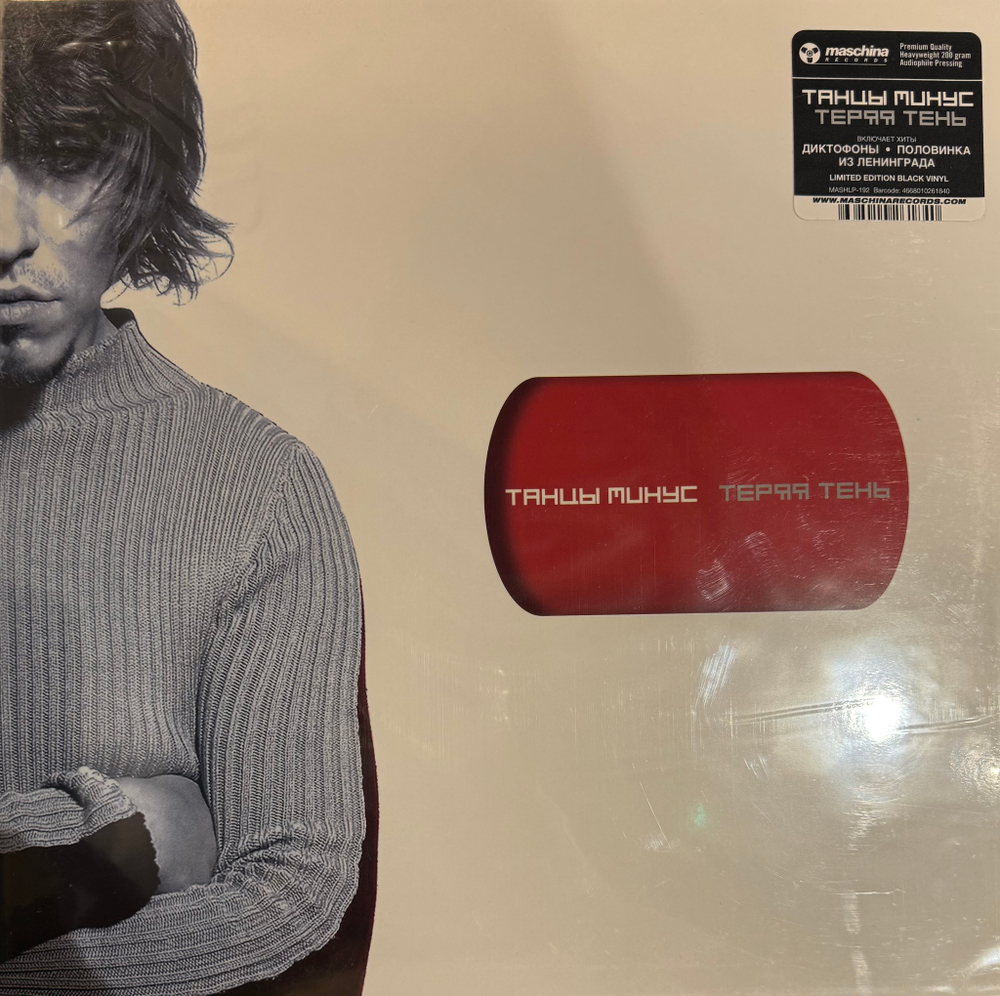 maschina
RECORDS
Premium Quality
Heavyweight 200 gram
Audiophile Pressing
ТАНЦЫ МИНУС
ТЕРЯЯ ТЕНЬ
ВКЛЮЧАЕТ ХИТЫ
ДИКТОФОНЫ • ПОЛОВИНКА
ИЗ ЛЕНИНГРАДА
LIMITED EDITION BLACK VINYL
MASHLP-192 Barcode: 4668010261840
WWW.MASCHINARECORDS.COM
ТАНЦЫ МИНУС ТЕРЯЯ ТЕНЬ